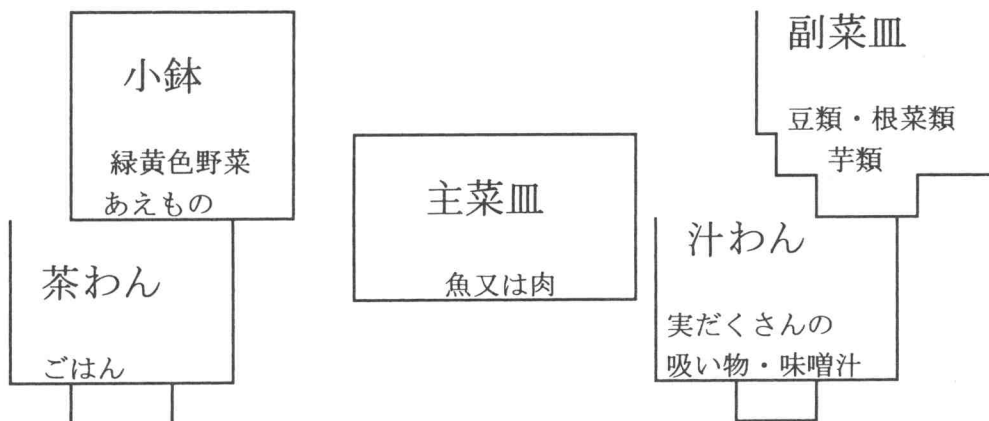 小鉢
緑黄色野菜
あえもの
茶わん
ごはん
主菜皿
魚又は肉
副菜皿
豆類・根菜類
芋類
汁わん
実だくさんの
吸い物・味噌汁